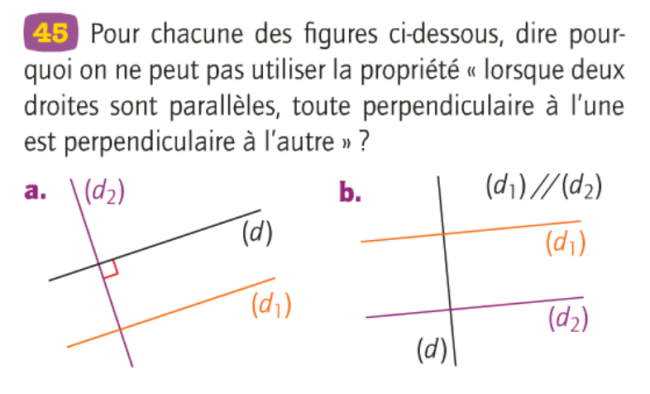 45 Pour chacune des figures ci-dessous, dire pour-
quoi on ne peut pas utiliser la propriété « lorsque deux
droites sont parallèles, toute perpendiculaire à l'une
est perpendiculaire à l'autre » ?
a.
(d₂)
(d)
(d₁)
b.
(d₁)//(d₂)
(d₁)
(d₂)
(d)